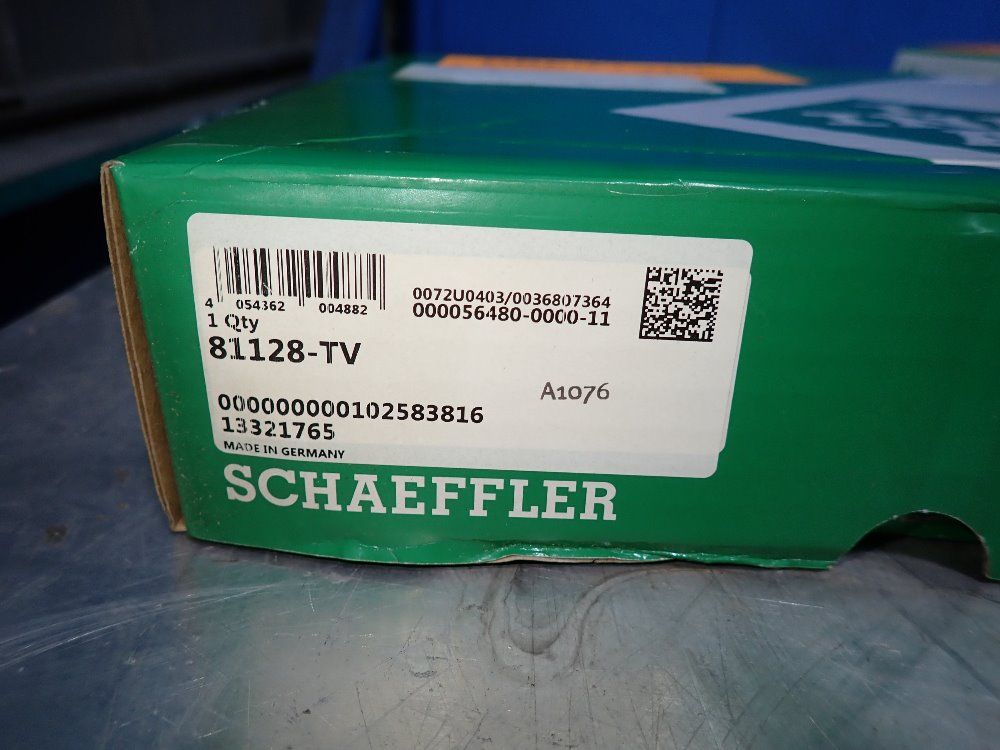 4 054362 004882
0072U0403/0036807364
000056480-0000-11
1 Qty
81128-TV
A1076
000000000102583816
13321765
MADE IN GERMANY
SCHAEFFLER